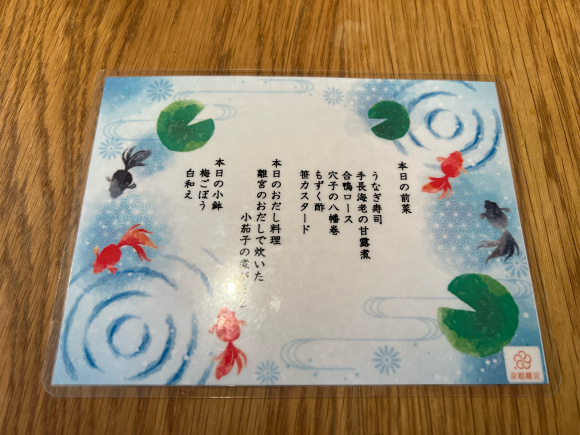 本日の前菜
うなぎ寿司
手長海老の甘露煮
合鴨ロース
穴子の八幡巻
もずく酢
笹カスタード
本日のおだし料理
離宮のおだしで炊いた
小茄子の煮
本日の小鉢
梅ごぼう
白和え
京都離宮